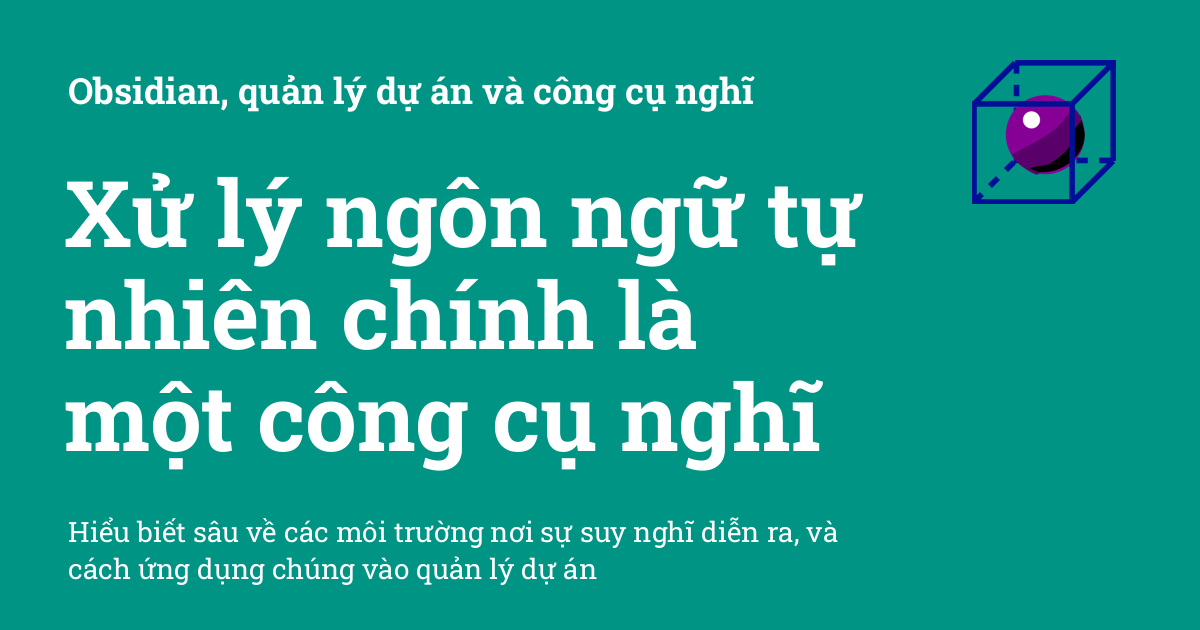 Obsidian, quản lý dự án và công cụ nghĩ
Xử lý ngôn ngữ tự
nhiên chính là
một công cụ nghĩ
Hiểu biết sâu về các môi trường nơi sự suy nghĩ diễn ra, và
cách ứng dụng chúng vào quản lý dự án